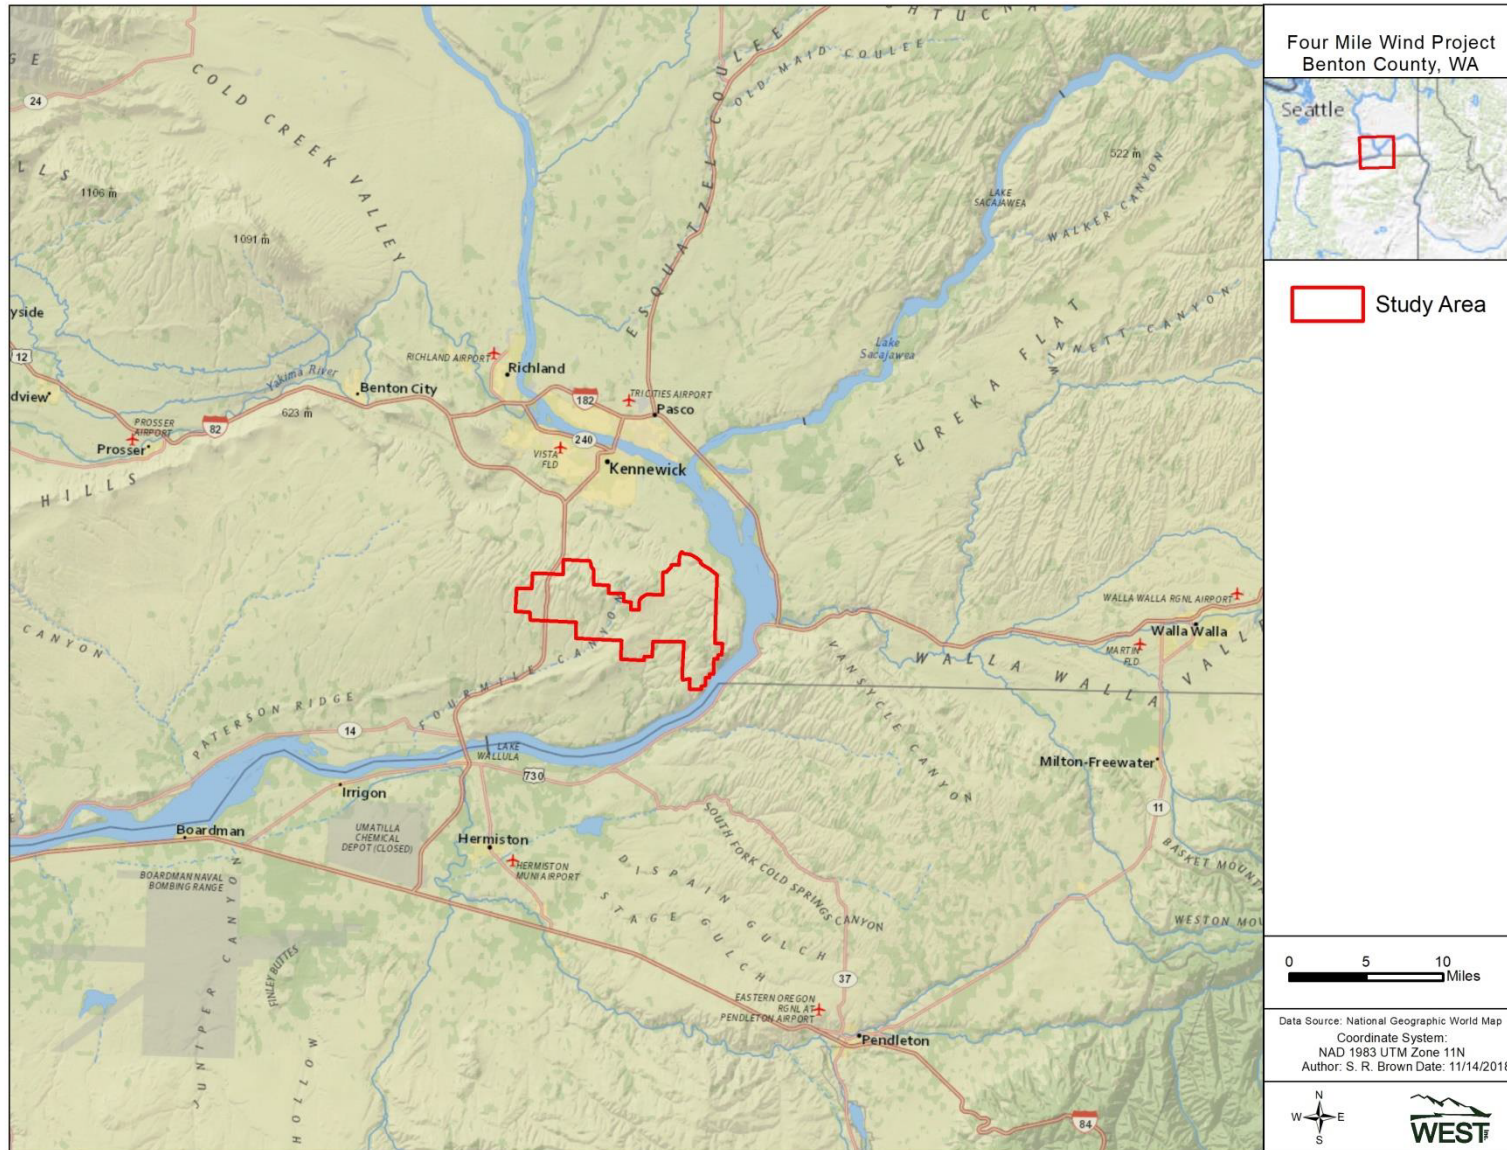 Four Mile Wind Project
Benton County, WA
Seattle
Study Area
0 5 10
Miles
Data Source: National Geographic World Map
Coordinate System:
NAD 1983 UTM Zone 11N
Author: S. R. Brown Date: 11/14/2018
N
W E
S
WEST
Inc.
GE
24
COLD CREEK VALLEY
LLS
1106 m
1091 m
ESQUATZEL COULEE
OLD MAID COULEE
HTUCNA
522 m
LAKE
SACAJAWEA
WALKER CANYON
Lake
Sacajawea
EUREKA FLAT
WINNETT CANYON
yside
12
dview
Yakima River
Benton City
623 m
82
PROSSER
AIRPORT
Prosser
HILLS
RICHLAND AIRPORT
Richland
182
TRI CITIES AIRPORT
Pasco
240
VISTA
FLD
Kennewick
CANYON
PATERSON RIDGE
FOURMILE CANYON
14
LAKE
WALLULA
730
Irrigon
Boardman
UMATILLA
CHEMICAL
DEPOT (CLOSED)
Hermiston
HERMISTON
MUNI AIRPORT
BOARDMAN NAVAL
BOMBING RANGE
JUNIPER CANYON
FINLEY BUTTES
HOLLOW
WALLA WALLA RGNL AIRPORT
Walla Walla
MARTIN
FLD
WALLA WALLA VALLE
VANSYCLE CANYON
Milton-Freewater
11
BASKET MOUNTA
WESTON MOU
SOUTH FORK COLD SPRINGS CANYON
DISPAIN GULCH
STAGE GULCH
37
EASTERN OREGON
RGNL AT
PENDLETON AIRPORT
Pendleton
84